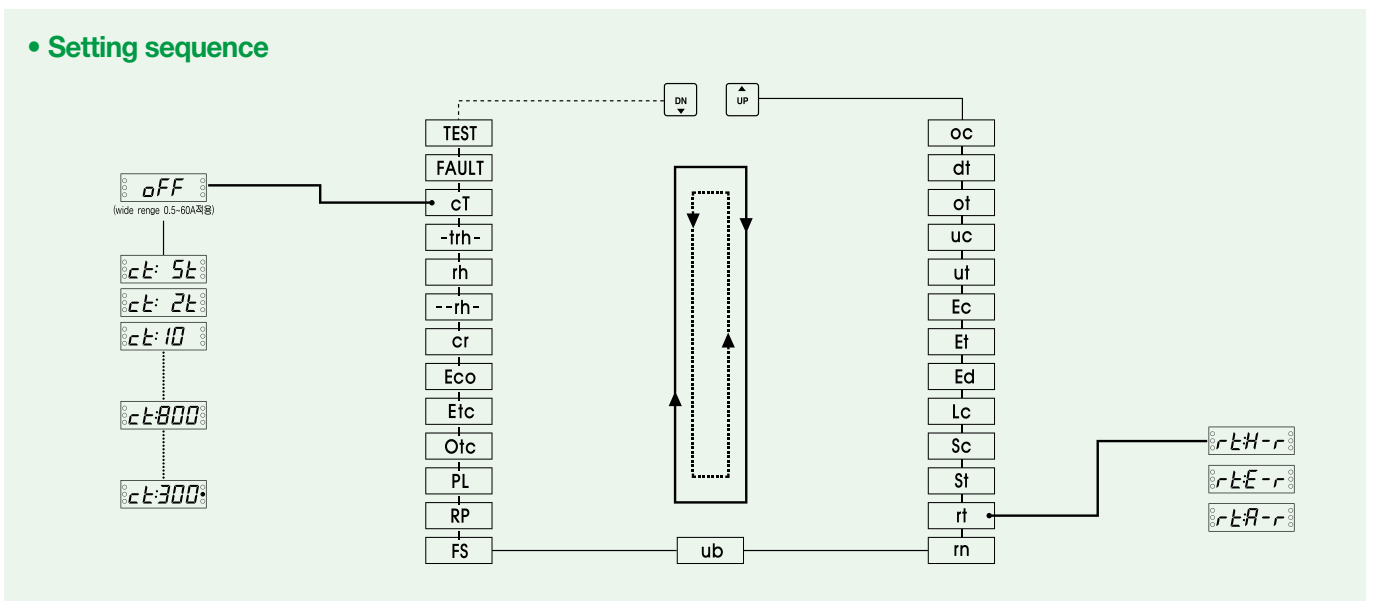 • Setting sequence
DN
UP
TEST
FAULT
cT
-trh-
rh
--rh-
cr
Eco
Etc
Otc
PL
RP
FS
ub
oc
dt
ot
uc
ut
Ec
Et
Ed
Lc
Sc
St
rt
rn
oFF
(wide renge 0.5~60A적용)
ct: 5t
ct: 2t
ct:10
ct:800
ct:300
rt:H-r
rt:E-r
rt:A-r